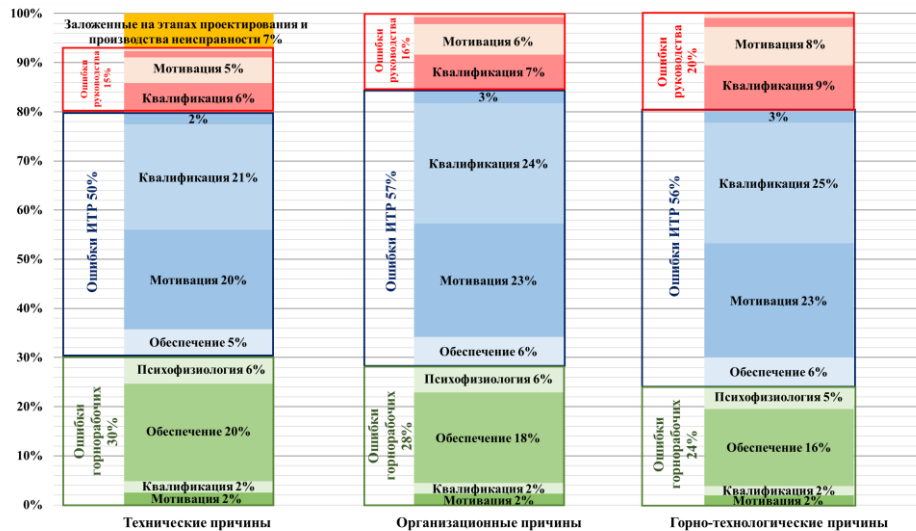 100%
90%
80%
70%
60%
50%
40%
30%
20%
10%
0%
Заложенные на этапах проектирования и
производства неисправности 7%
Ошибки
руководства
15%
Мотивация 5%
Квалификация 6%
Ошибки ИТР 50%
2%
Квалификация 21%
Мотивация 20%
Обеспечение 5%
Ошибки
горнорабочих
30%
Психофизиология 6%
Обеспечение 20%
Квалификация 2%
Мотивация 2%
Технические причины
Ошибки
руководства
16%
Мотивация 6%
Квалификация 7%
Ошибки ИТР 57%
3%
Квалификация 24%
Мотивация 23%
Обеспечение 6%
Ошибки
горнорабочих
28%
Психофизиология 6%
Обеспечение 18%
Квалификация 2%
Мотивация 2%
Организационные причины
Ошибки
руководства
20%
Мотивация 8%
Квалификация 9%
Ошибки ИТР 56%
3%
Квалификация 25%
Мотивация 23%
Обеспечение 6%
Ошибки
горнорабочих
24%
Психофизиология 5%
Обеспечение 16%
Квалификация 2%
Мотивация 2%
Горно-технологические причины